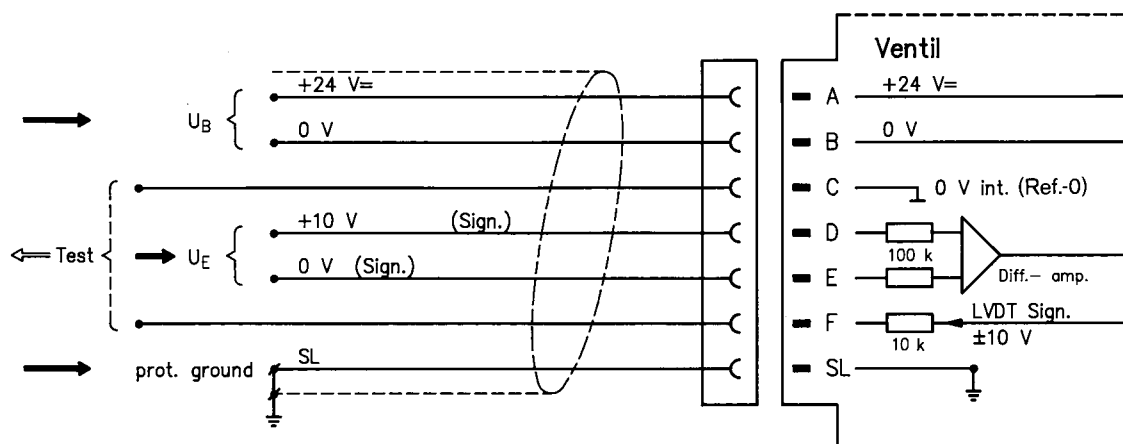 Ventil
+24 V=
U_B
0 V
A +24 V=
B 0 V
C 0 V int. (Ref.-0)
Test
U_E
+10 V (Sign.)
0 V (Sign.)
D
100 k
E
Diff.- amp.
F
10 k
LVDT Sign.
±10 V
prot. ground
SL
SL